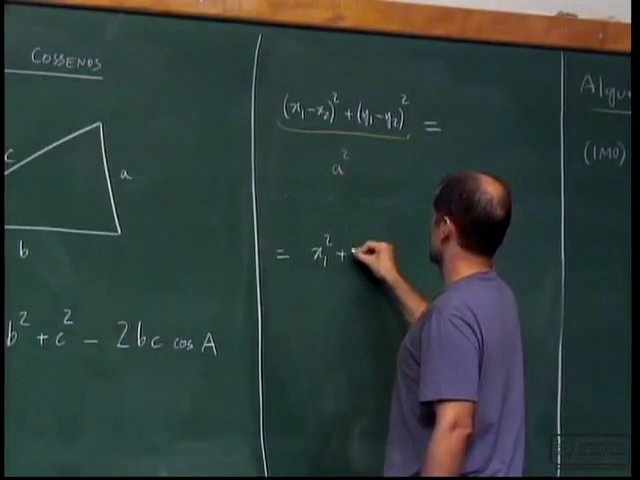 COSSENOS
c
a
b
b² + c² − 2bc cos A
(x₁−x₂)² + (y₁−y₂)² =
a²
= x₁² +
Algu
(IMO)